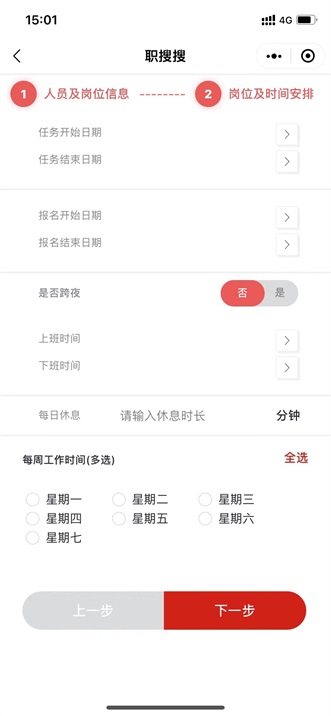 15:01
4G
职搜搜
1 人员及岗位信息 -------- 2 岗位及时间安排
任务开始日期
任务结束日期
报名开始日期
报名结束日期
是否跨夜 否 是
上班时间
下班时间
每日休息 请输入休息时长 分钟
每周工作时间(多选) 全选
星期一 星期二 星期三
星期四 星期五 星期六
星期七
上一步 下一步